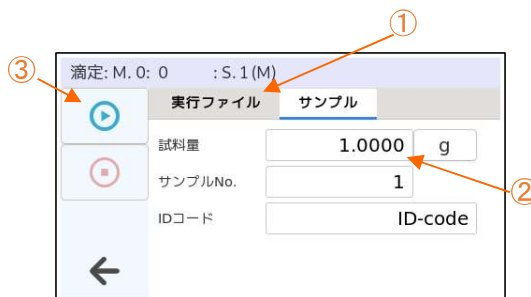 ①
③
滴定: M. 0: 0 : S. 1 (M)
実行ファイル サンプル
試料量 1.0000 g
②
サンプルNo. 1
IDコード ID-code